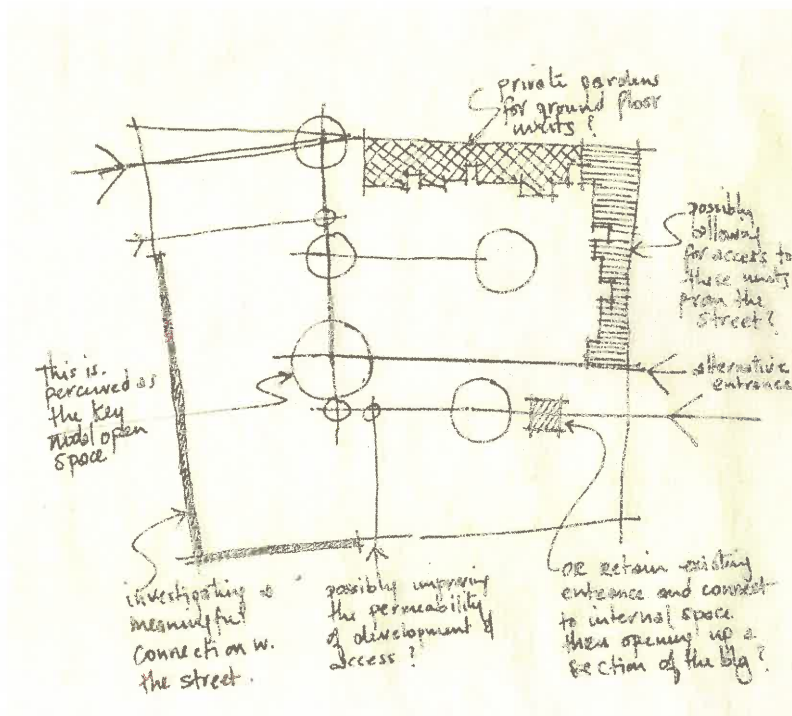 private gardens
for ground floor
units?
possibly
allowing
for access to
these units
from the
street?
alternative
entrance
This is
perceived as
the key
nodal open
space
investigating a
meaningful
connection w.
the street.
possibly improving
the permeability
of development &
access?
OR retain existing
entrance and connect
to internal space
then opening up a
section of the blg?